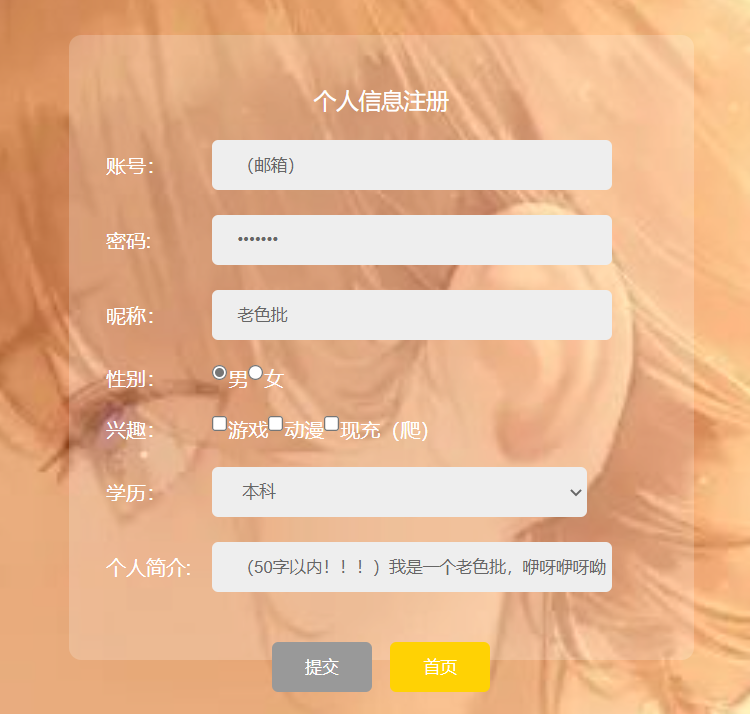 个人信息注册
账号: （邮箱）
密码: •••••••
昵称: 老色批
性别: 男 女
兴趣: 游戏 动漫 现充（爬）
学历: 本科
个人简介: （50字以内！！！）我是一个老色批，咿呀咿呀呦
提交 首页